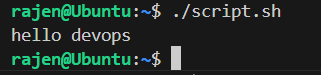 rajen@Ubuntu:~$ ./script.sh
hello devops
rajen@Ubuntu:~$